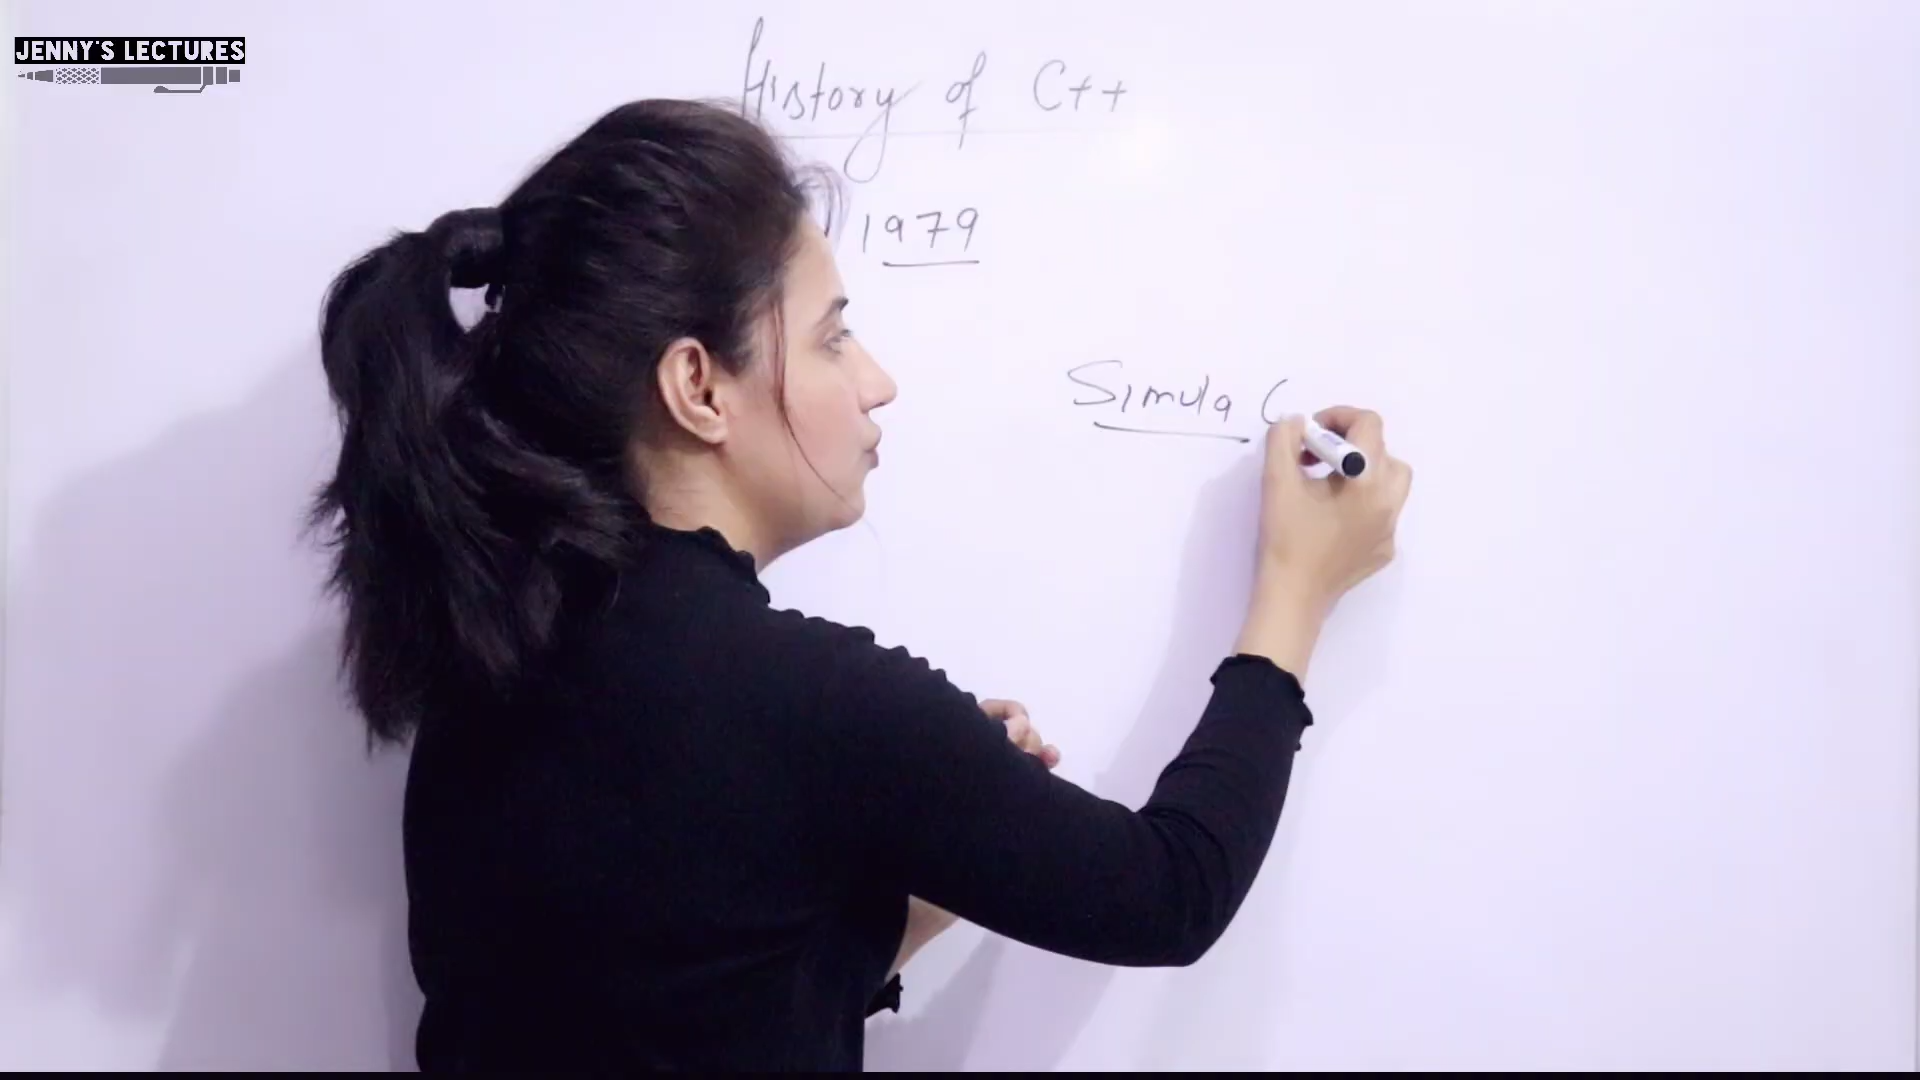 JENNY'S LECTURES
History of C++
1979
Simula (